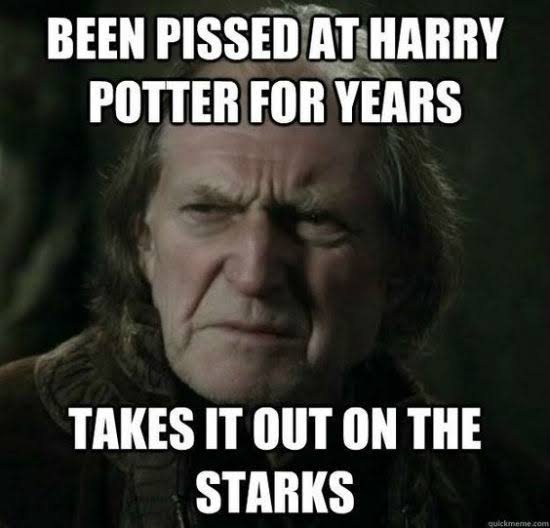 BEEN PISSED AT HARRY
POTTER FOR YEARS
TAKES IT OUT ON THE
STARKS
quickmeme.com